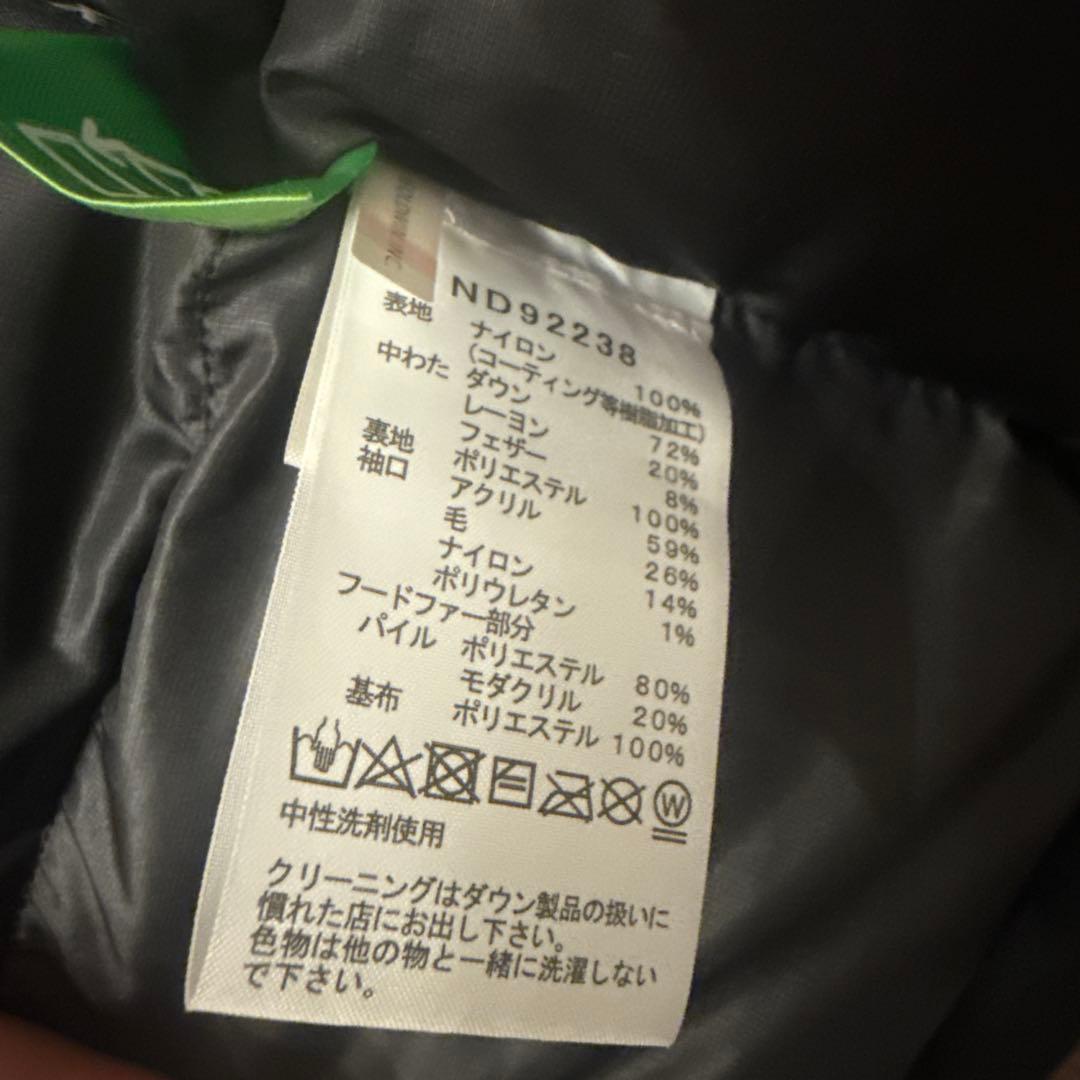 ND92238
表地 ナイロン 100%
(コーティング等樹脂加工)
中わた ダウン 72%
レーヨン 20%
フェザー 8%
裏地 ポリエステル 100%
袖口 アクリル 59%
毛 26%
ナイロン 14%
ポリウレタン 1%
フードファー部分
パイル ポリエステル 80%
モダクリル 20%
基布 ポリエステル 100%
W
中性洗剤使用
クリーニングはダウン製品の扱いに
慣れた店にお出し下さい。
色物は他の物と一緒に洗濯しない
で下さい。